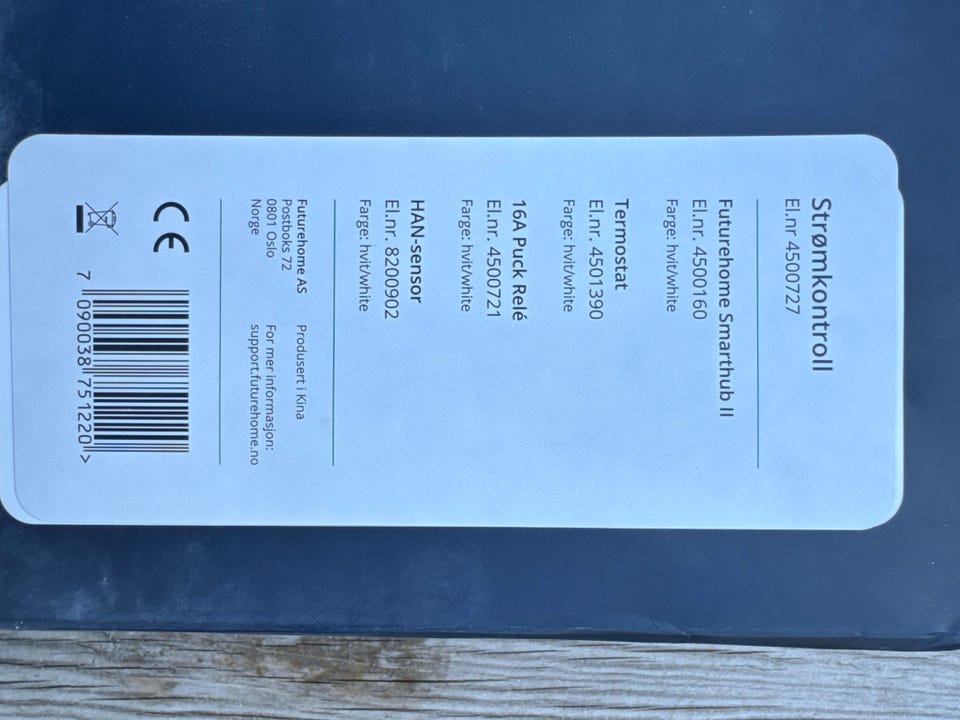 Strømkontroll
El.nr 4500727
Futurehome Smarthub II
El.nr. 4500160
Farge: hvit/white
Termostat
El.nr. 4501390
Farge: hvit/white
16A Puck Relé
El.nr. 4500721
Farge: hvit/white
HAN-sensor
El.nr. 8200902
Farge: hvit/white
Futurehome AS
Postboks 72
0801 Oslo
Norge
Produsert i Kina
For mer informasjon:
support.futurehome.no
CE
7 090038 751220 >